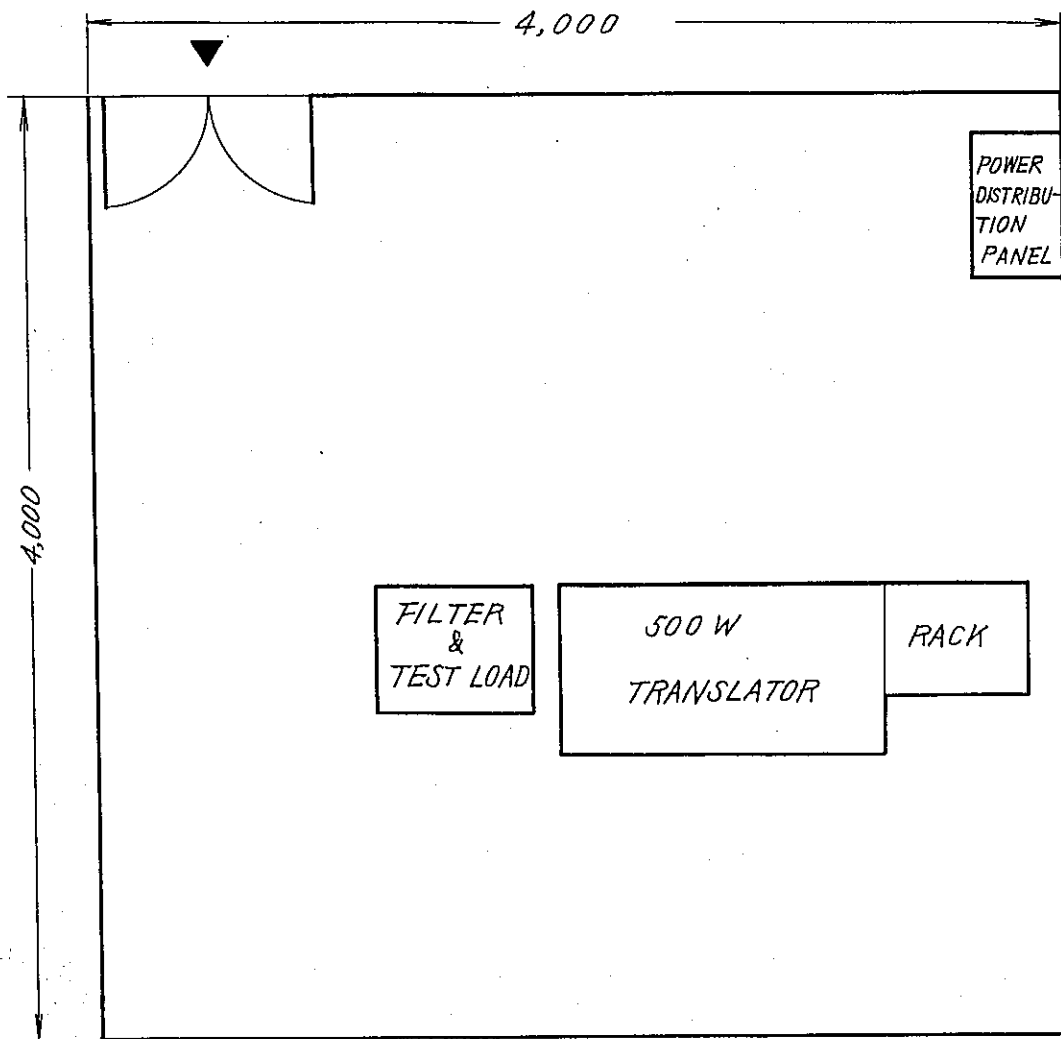 4,000
POWER
DISTRIBU-
TION
PANEL
4,000
FILTER
&
TEST LOAD
500 W
TRANSLATOR
RACK